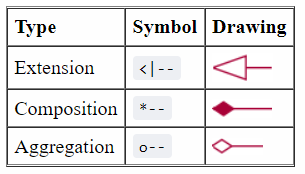 Type Symbol Drawing
Extension <|--
Composition *--
Aggregation o--